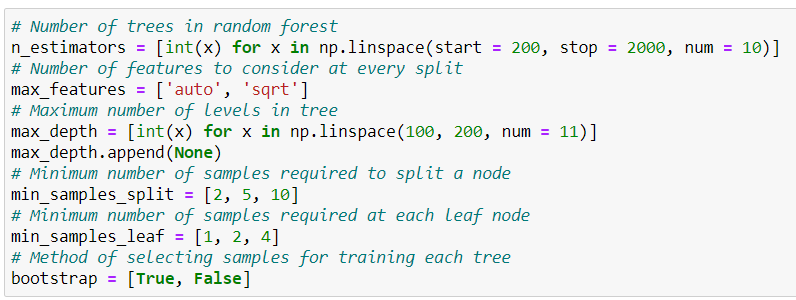 # Number of trees in random forest
n_estimators = [int(x) for x in np.linspace(start = 200, stop = 2000, num = 10)]
# Number of features to consider at every split
max_features = ['auto', 'sqrt']
# Maximum number of levels in tree
max_depth = [int(x) for x in np.linspace(100, 200, num = 11)]
max_depth.append(None)
# Minimum number of samples required to split a node
min_samples_split = [2, 5, 10]
# Minimum number of samples required at each leaf node
min_samples_leaf = [1, 2, 4]
# Method of selecting samples for training each tree
bootstrap = [True, False]